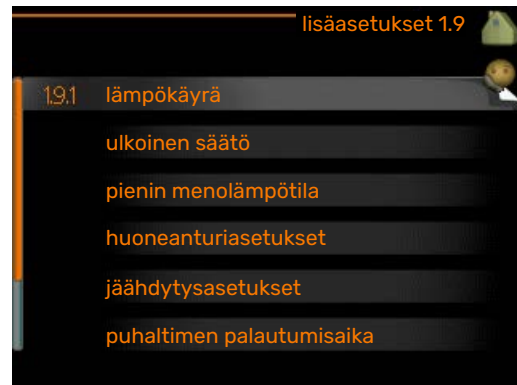 lisäasetukset 1.9
1.9.1 lämpökäyrä
ulkoinen säätö
pienin menolämpötila
huoneanturiasetukset
jäähdytysasetukset
puhaltimen palautumisaika